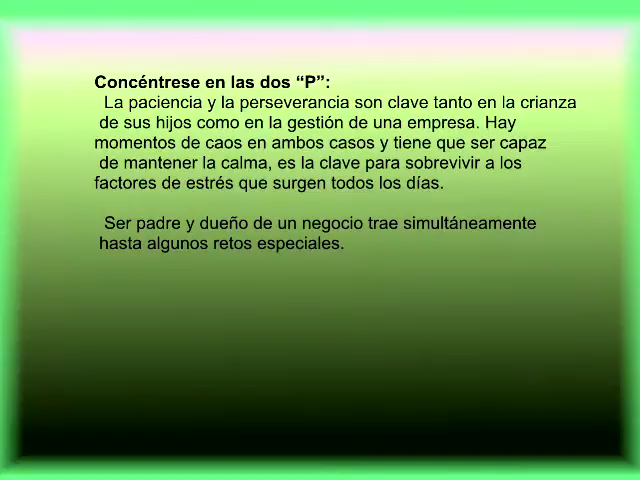 Concéntrese en las dos “P”:
La paciencia y la perseverancia son clave tanto en la crianza
de sus hijos como en la gestión de una empresa. Hay
momentos de caos en ambos casos y tiene que ser capaz
de mantener la calma, es la clave para sobrevivir a los
factores de estrés que surgen todos los días.
Ser padre y dueño de un negocio trae simultáneamente
hasta algunos retos especiales.